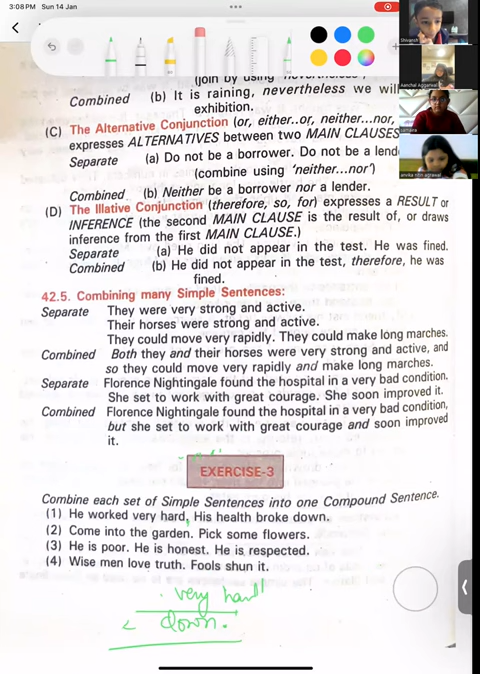 3:08 PM Sun 14 Jan
(join by using nevertheless
Combined (b) It is raining, nevertheless we will
exhibition.
(C) The Alternative Conjunction (or, either..or, neither...nor,
expresses ALTERNATIVES between two MAIN CLAUSES
Separate (a) Do not be a borrower. Do not be a lend
(combine using 'neither...nor')
Combined (b) Neither be a borrower nor a lender.
(D) The Illative Conjunction (therefore, so, for) expresses a RESULT or
INFERENCE (the second MAIN CLAUSE is the result of, or draws
inference from the first MAIN CLAUSE.)
Separate (a) He did not appear in the test. He was fined.
Combined (b) He did not appear in the test, therefore, he was
fined.
42.5. Combining many Simple Sentences:
Separate They were very strong and active.
Their horses were strong and active.
They could move very rapidly. They could make long marches.
Combined Both they and their horses were very strong and active, and
so they could move very rapidly and make long marches.
Separate Florence Nightingale found the hospital in a very bad condition.
She set to work with great courage. She soon improved it.
Combined Florence Nightingale found the hospital in a very bad condition,
but she set to work with great courage and soon improved
it.
EXERCISE-3
Combine each set of Simple Sentences into one Compound Sentence.
(1) He worked very hard, His health broke down.
(2) Come into the garden. Pick some flowers.
(3) He is poor. He is honest. He is respected.
(4) Wise men love truth. Fools shun it.
very hard
down.
Shivansh
Aanchal Aggarwal